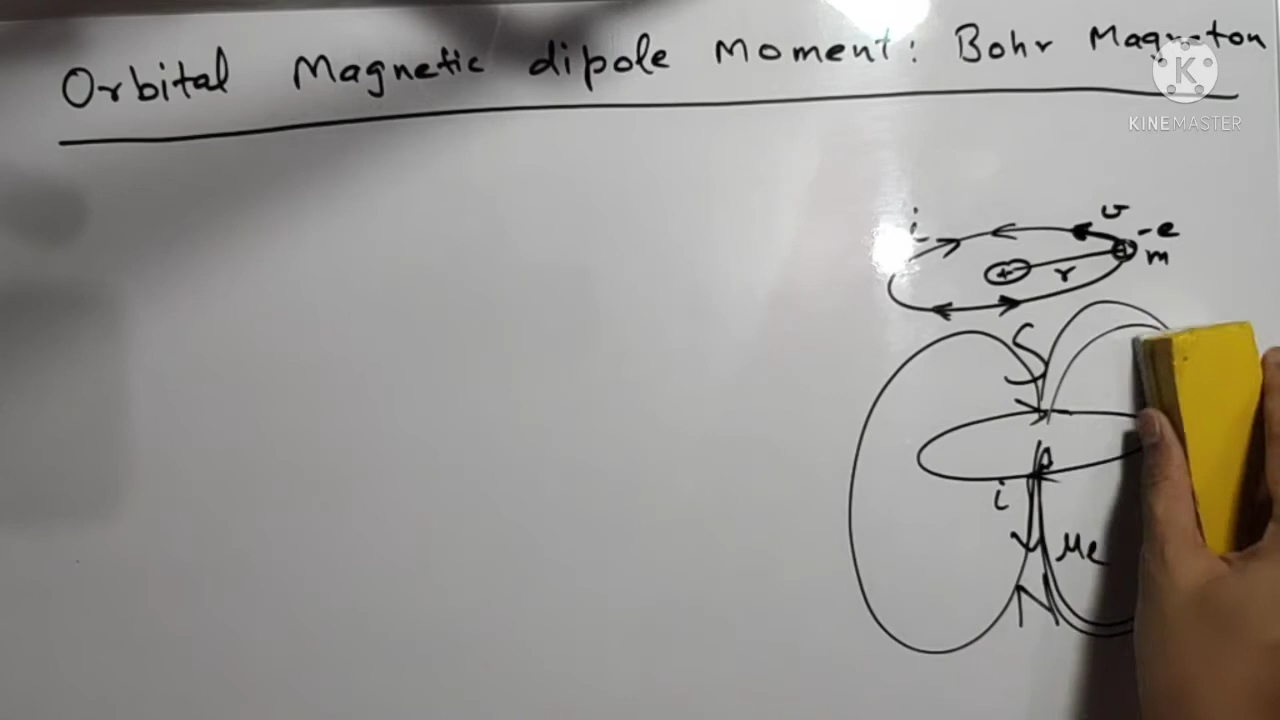 Orbital Magnetic dipole Moment: Bohr Magneton
K
KINEMASTER
i
v
-e
m
+
r
S
i
μe
N